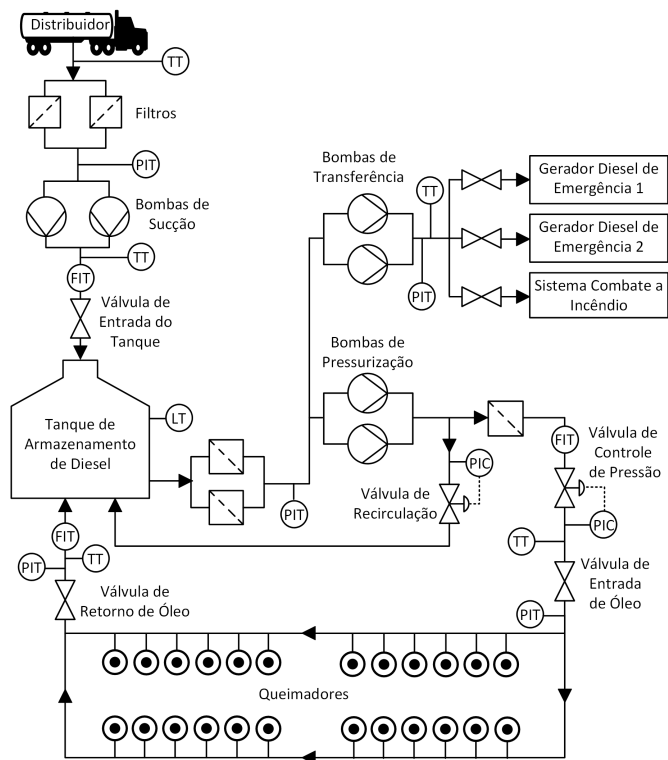 Distribuidor
TT
Filtros
PIT
Bombas de
Sucção
TT
FIT
Válvula de
Entrada do
Tanque
Tanque de
Armazenamento
de Diesel
LT
PIT
Bombas de
Transferência
TT
PIT
Gerador Diesel de
Emergência 1
Gerador Diesel de
Emergência 2
Sistema Combate a
Incêndio
Bombas de
Pressurização
PIC
Válvula de
Recirculação
FIT
Válvula de
Controle
de Pressão
PIC
TT
Válvula de
Entrada
de Óleo
PIT
FIT
TT
PIT
Válvula de
Retorno de Óleo
Queimadores